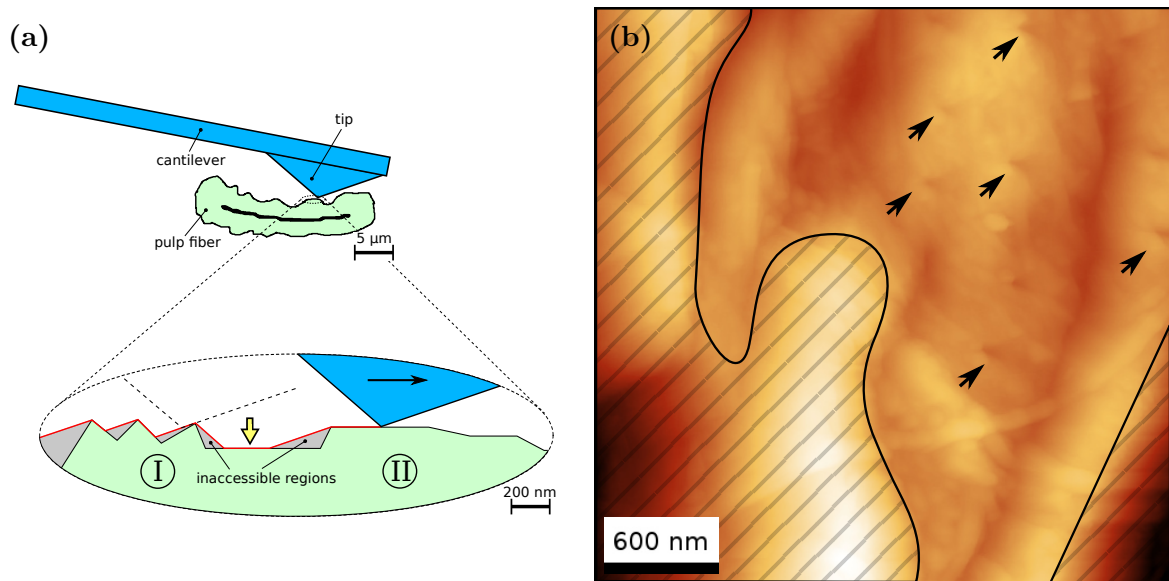 (a)
tip
cantilever
pulp fiber
5 μm
I
II
inaccessible regions
200 nm
(b)
600 nm